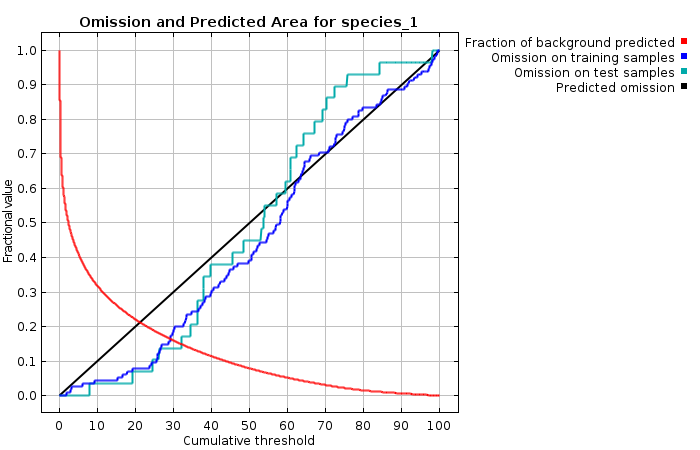 Omission and Predicted Area for species_1
Fraction of background predicted
Omission on training samples
Omission on test samples
Predicted omission
Fractional value
1.0
0.9
0.8
0.7
0.6
0.5
0.4
0.3
0.2
0.1
0.0
0 10 20 30 40 50 60 70 80 90 100
Cumulative threshold